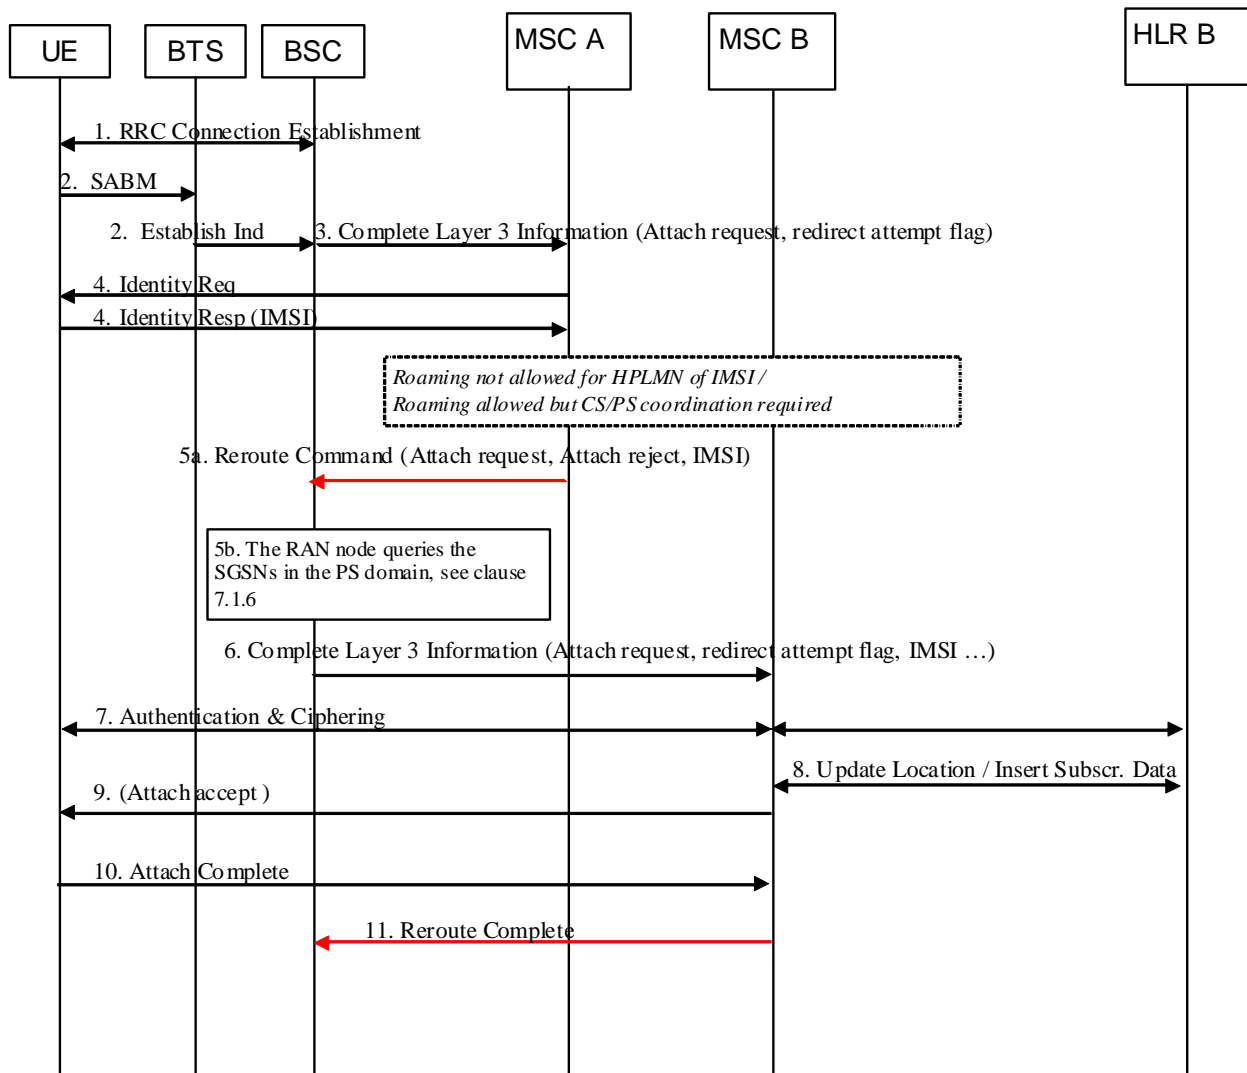 UE
BTS
BSC
MSC A
MSC B
HLR B
1. RRC Connection Establishment
2. SABM
2. Establish Ind
3. Complete Layer 3 Information (Attach request, redirect attempt flag)
4. Identity Req
4. Identity Resp (IMSI)
Roaming not allowed for HPLMN of IMSI /
Roaming allowed but CS/PS coordination required
5a. Reroute Command (Attach request, Attach reject, IMSI)
5b. The RAN node queries the
SGSNs in the PS domain, see clause
7.1.6
6. Complete Layer 3 Information (Attach request, redirect attempt flag, IMSI …)
7. Authentication & Ciphering
8. Update Location / Insert Subscr. Data
9. (Attach accept )
10. Attach Complete
11. Reroute Complete